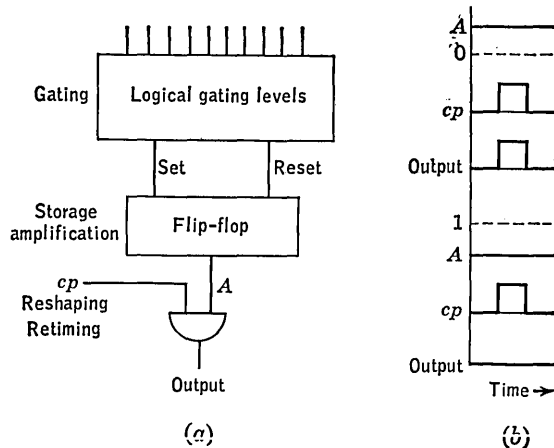 Gating
Logical gating levels
Set
Reset
Storage
amplification
Flip-flop
cp
A
Reshaping
Retiming
Output
(a)
A
0
cp
Output
1
A
cp
Output
Time
(b)